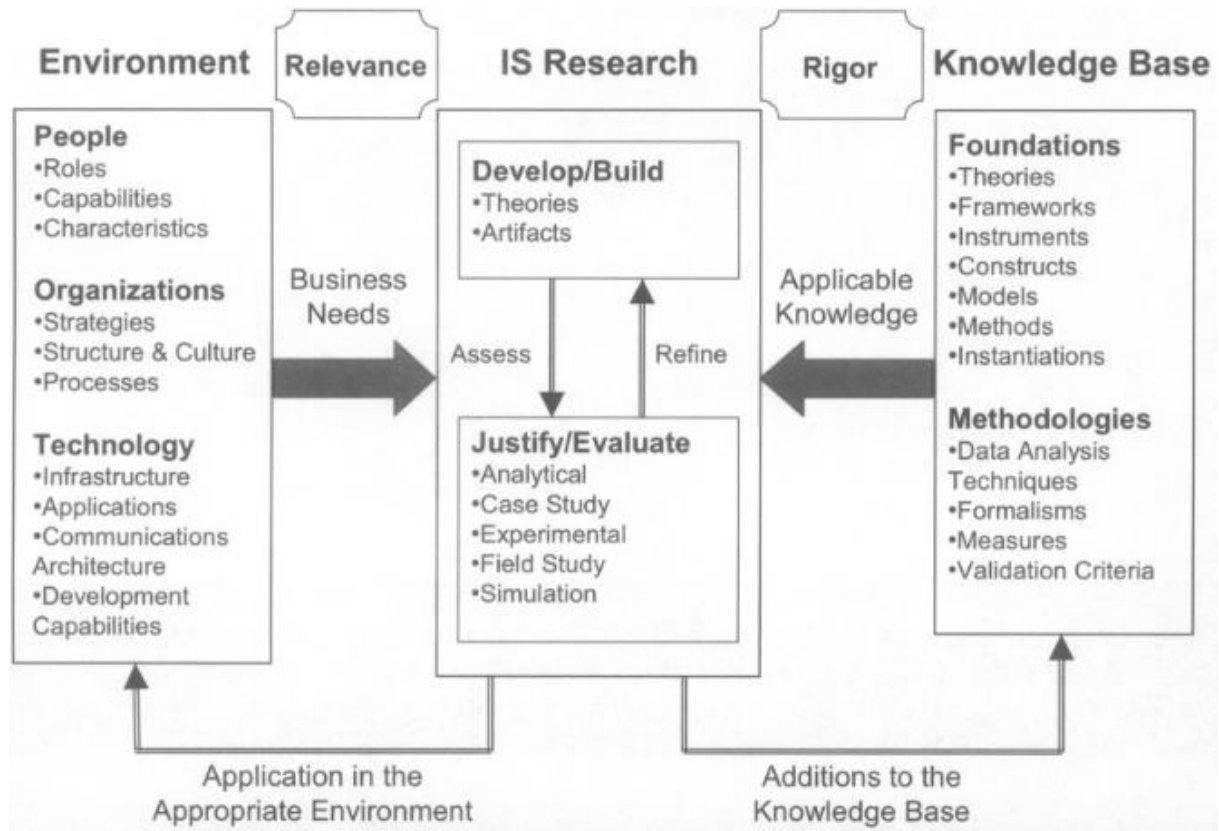 Environment
Relevance
IS Research
Rigor
Knowledge Base
People
•Roles
•Capabilities
•Characteristics
Organizations
•Strategies
•Structure & Culture
•Processes
Technology
•Infrastructure
•Applications
•Communications
Architecture
•Development
Capabilities
Business
Needs
Develop/Build
•Theories
•Artifacts
Assess
Refine
Justify/Evaluate
•Analytical
•Case Study
•Experimental
•Field Study
•Simulation
Applicable
Knowledge
Foundations
•Theories
•Frameworks
•Instruments
•Constructs
•Models
•Methods
•Instantiations
Methodologies
•Data Analysis
Techniques
•Formalisms
•Measures
•Validation Criteria
Application in the
Appropriate Environment
Additions to the
Knowledge Base